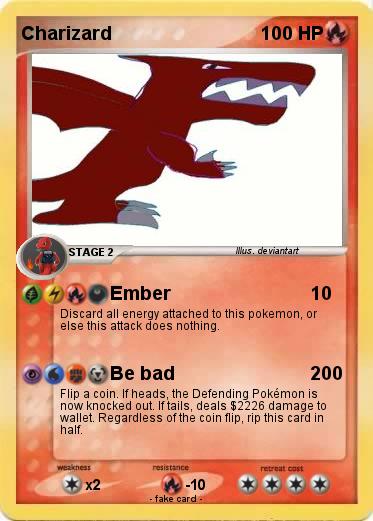 Charizard 100 HP
Illus. deviantart
STAGE 2
Ember 10
Discard all energy attached to this pokemon, or
else this attack does nothing.
Be bad 200
Flip a coin. If heads, the Defending Pokémon is
now knocked out. If tails, deals $2226 damage to
wallet. Regardless of the coin flip, rip this card in
half.
weakness resistance retreat cost
x2 -10
- fake card -